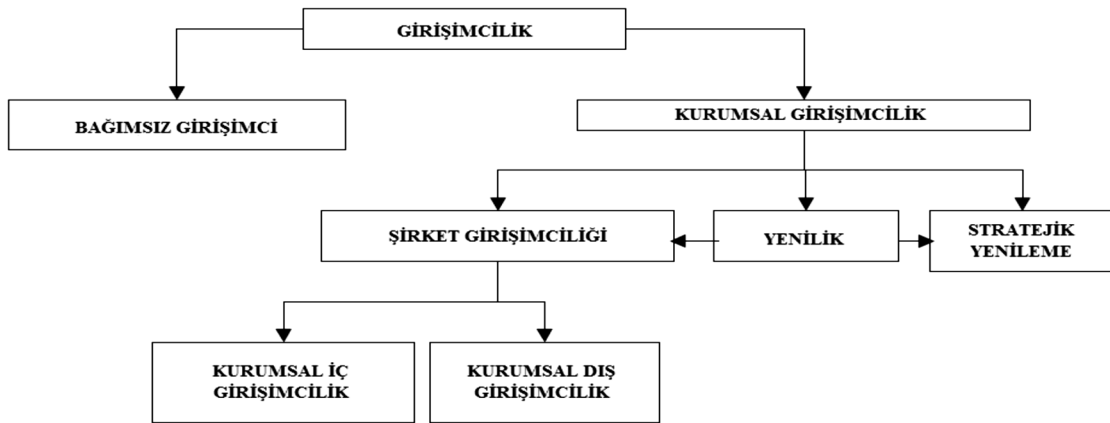 GİRİŞİMCİLİK
BAĞIMSIZ GİRİŞİMCİ
KURUMSAL GİRİŞİMCİLİK
ŞİRKET GİRİŞİMCİLİĞİ
YENİLİK
STRATEJİK
YENİLEME
KURUMSAL İÇ
GİRİŞİMCİLİK
KURUMSAL DIŞ
GİRİŞİMCİLİK